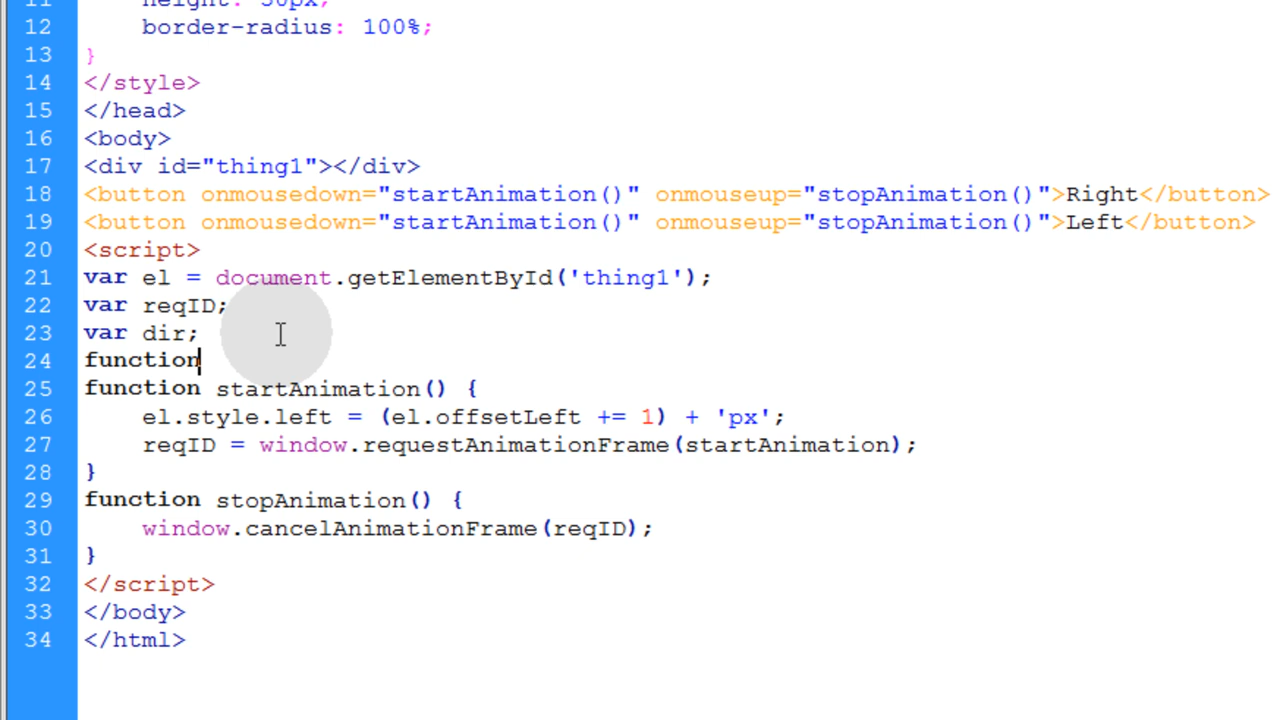 11     height: 50px;
12     border-radius: 100%;
13 }
14 </style>
15 </head>
16 <body>
17 <div id="thing1"></div>
18 <button onmousedown="startAnimation()" onmouseup="stopAnimation()">Right</button>
19 <button onmousedown="startAnimation()" onmouseup="stopAnimation()">Left</button>
20 <script>
21 var el = document.getElementById('thing1');
22 var reqID;
23 var dir;
24 function
25 function startAnimation() {
26     el.style.left = (el.offsetLeft += 1) + 'px';
27     reqID = window.requestAnimationFrame(startAnimation);
28 }
29 function stopAnimation() {
30     window.cancelAnimationFrame(reqID);
31 }
32 </script>
33 </body>
34 </html>